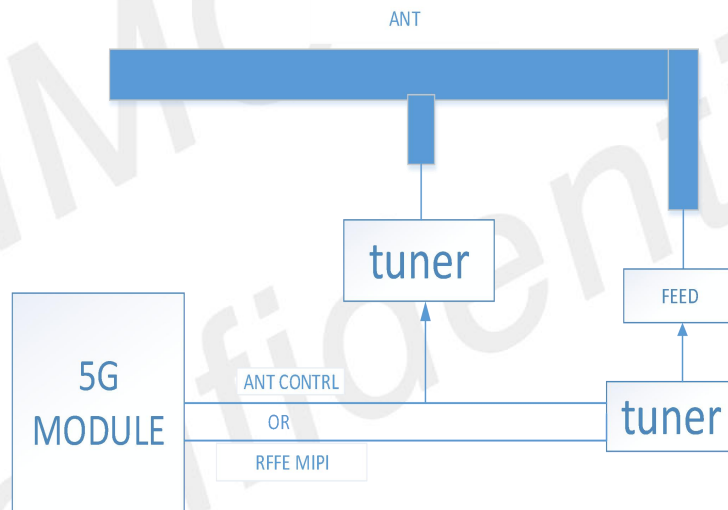 ANT
tuner
FEED
5G
MODULE
ANT CONTRL
OR
RFFE MIPI
tuner